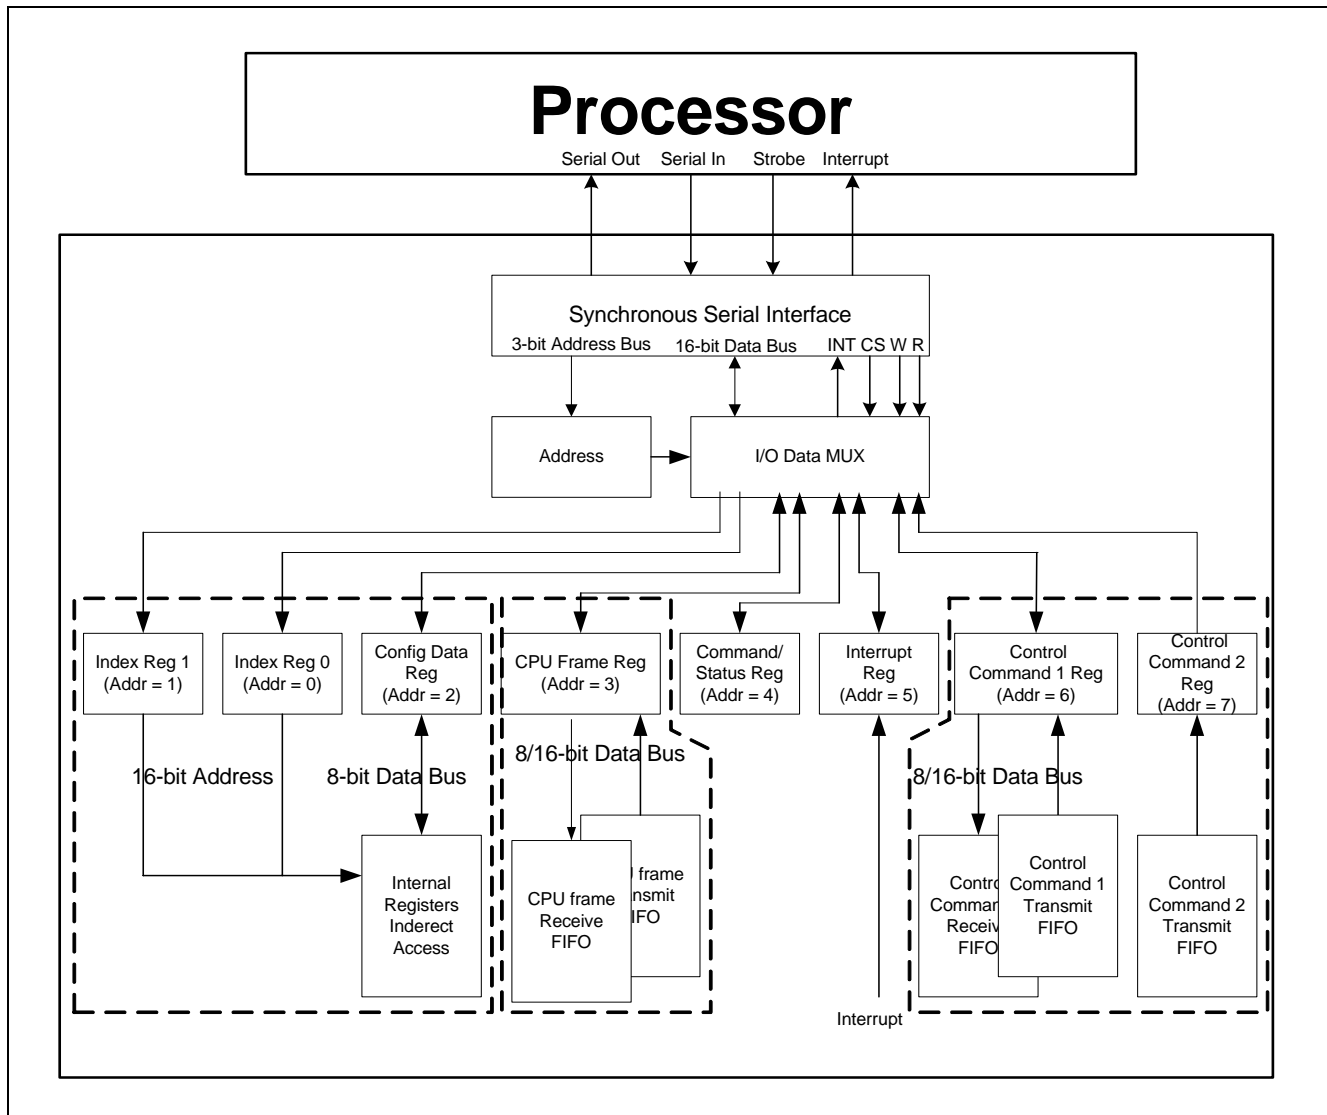 Processor
Serial Out
Serial In
Strobe
Interrupt
Synchronous Serial Interface
3-bit Address Bus
16-bit Data Bus
INT CS W R
Address
I/O Data MUX
Index Reg 1
(Addr = 1)
Index Reg 0
(Addr = 0)
Config Data
Reg
(Addr = 2)
CPU Frame Reg
(Addr = 3)
Command/
Status Reg
(Addr = 4)
Interrupt
Reg
(Addr = 5)
Control
Command 1 Reg
(Addr = 6)
Control
Command 2
Reg
(Addr = 7)
16-bit Address
8-bit Data Bus
8/16-bit Data Bus
8/16-bit Data Bus
Internal
Registers
Inderect
Access
CPU frame
Receive
FIFO
frame
Control
Command 1
Transmit
FIFO
FIFO
Control
Command 2
Transmit
FIFO
Interrupt